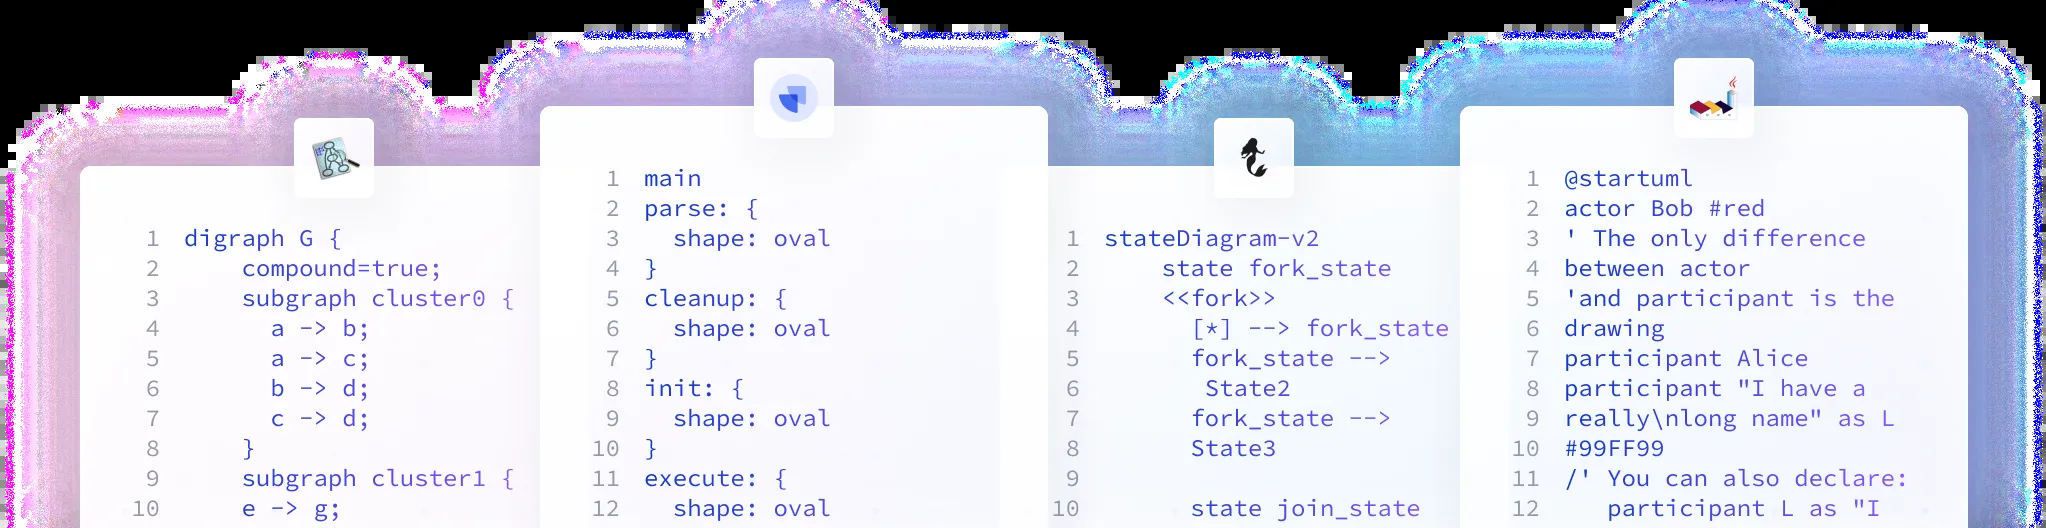 1 digraph G {
2 compound=true;
3 subgraph cluster0 {
4 a -> b;
5 a -> c;
6 b -> d;
7 c -> d;
8 }
9 subgraph cluster1 {
10 e -> g;
1 main
2 parse: {
3 shape: oval
4 }
5 cleanup: {
6 shape: oval
7 }
8 init: {
9 shape: oval
10 }
11 execute: {
12 shape: oval
1 stateDiagram-v2
2 state fork_state
3 <<fork>>
4 [*] --> fork_state
5 fork_state -->
6 State2
7 fork_state -->
8 State3
9
10 state join_state
1 @startuml
2 actor Bob #red
3 ' The only difference
4 between actor
5 'and participant is the
6 drawing
7 participant Alice
8 participant "I have a
9 really\nlong name" as L
10 #99FF99
11 /' You can also declare:
12 participant L as "I